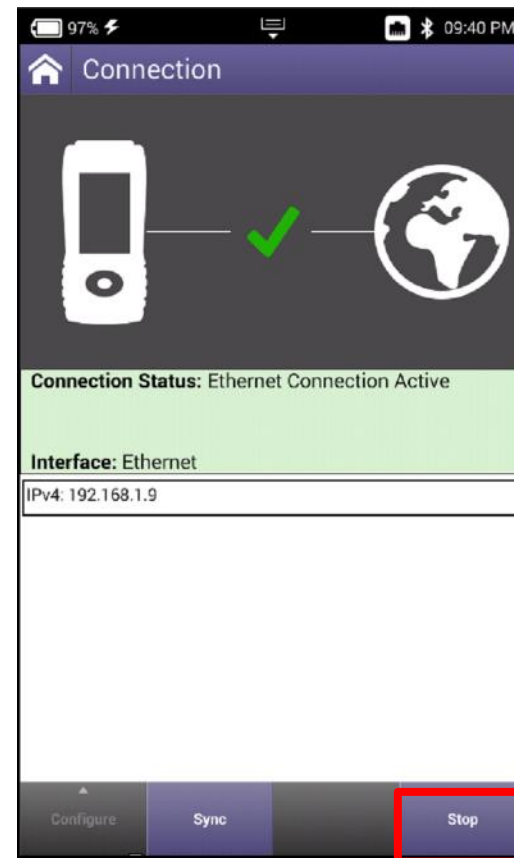 97% 09:40 PM
Connection
Connection Status: Ethernet Connection Active
Interface: Ethernet
IPv4: 192.168.1.9
Configure Sync Stop